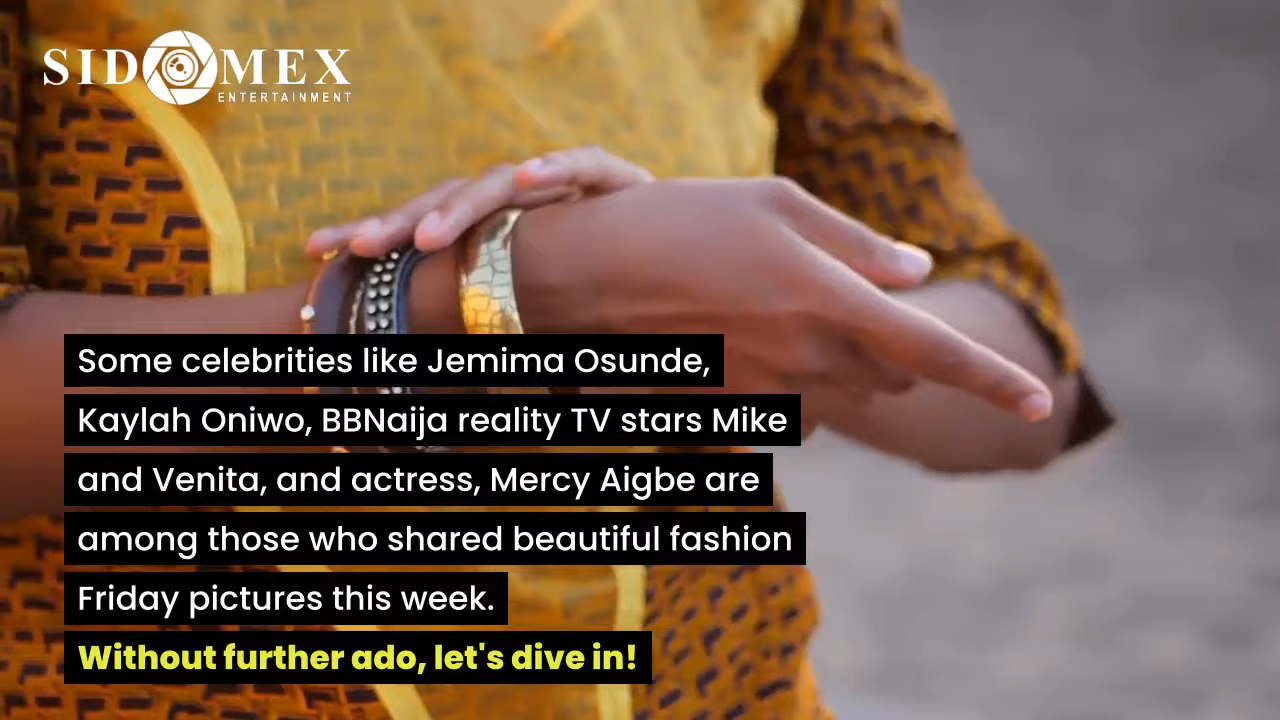 SIDOMEX
ENTERTAINMENT
Some celebrities like Jemima Osunde,
Kaylah Oniwo, BBNaija reality TV stars Mike
and Venita, and actress, Mercy Aigbe are
among those who shared beautiful fashion
Friday pictures this week.
Without further ado, let's dive in!